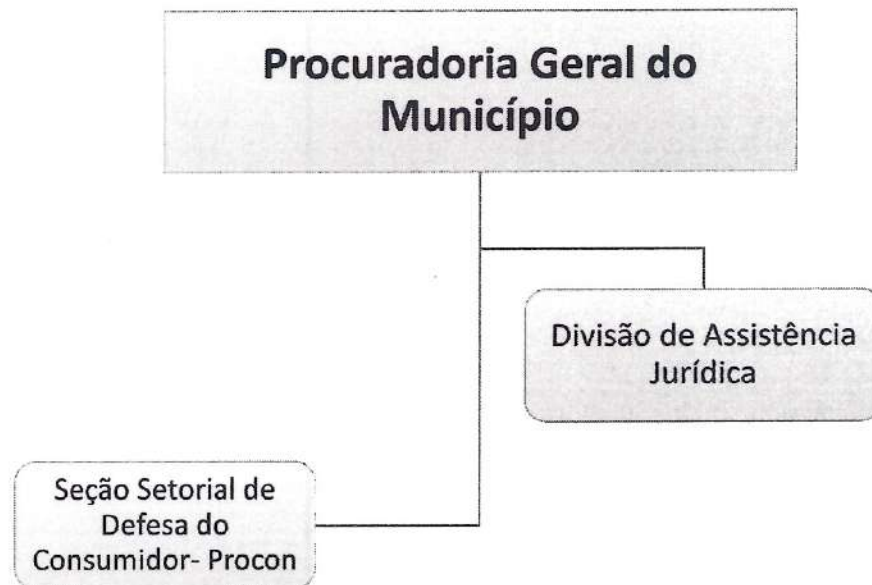 Procuradoria Geral do
Município
Divisão de Assistência
Jurídica
Seção Setorial de
Defesa do
Consumidor- Procon